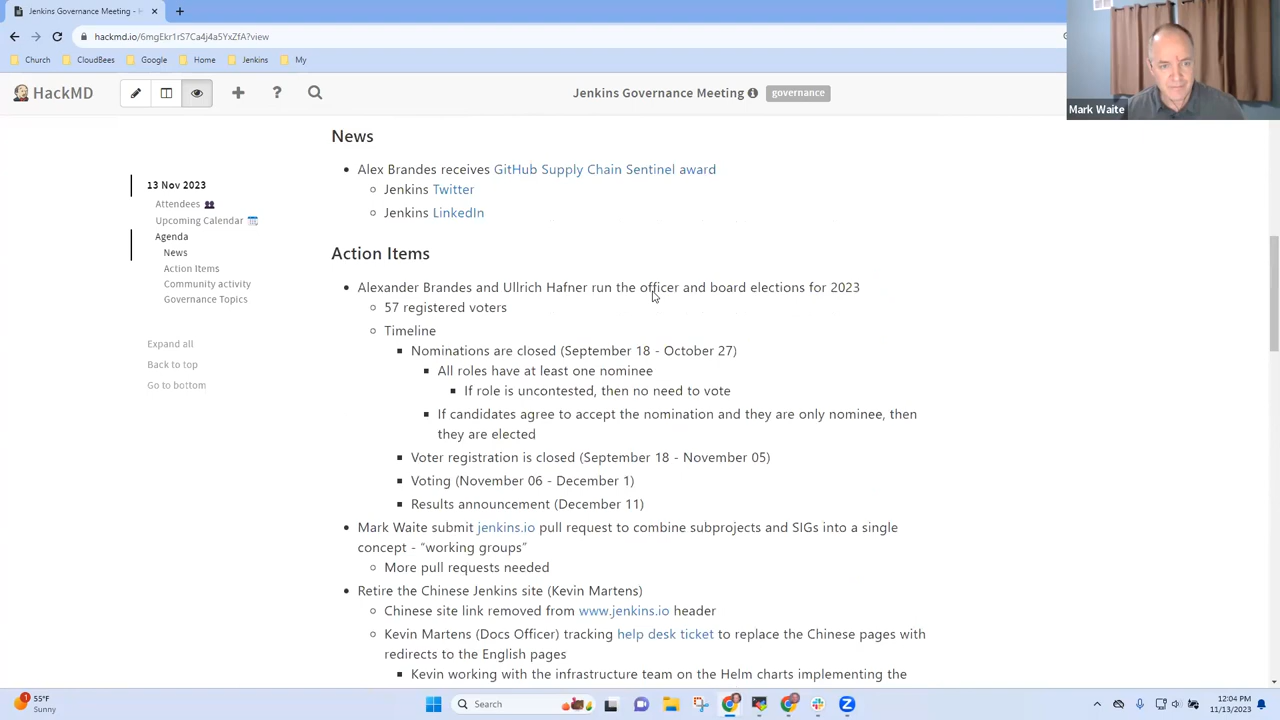 Jenkins Governance Meeting -
hackmd.io/6mgEkr1rS7Ca4j4a5YxZfA?view
Church
CloudBees
Google
Home
Jenkins
My
HackMD
Jenkins Governance Meeting
governance
Mark Waite
13 Nov 2023
Attendees
Upcoming Calendar
Agenda
News
Action Items
Community activity
Governance Topics
Expand all
Back to top
Go to bottom
News
Alex Brandes receives GitHub Supply Chain Sentinel award
Jenkins Twitter
Jenkins LinkedIn
Action Items
Alexander Brandes and Ullrich Hafner run the officer and board elections for 2023
57 registered voters
Timeline
Nominations are closed (September 18 - October 27)
All roles have at least one nominee
If role is uncontested, then no need to vote
If candidates agree to accept the nomination and they are only nominee, then
they are elected
Voter registration is closed (September 18 - November 05)
Voting (November 06 - December 1)
Results announcement (December 11)
Mark Waite submit jenkins.io pull request to combine subprojects and SIGs into a single
concept - “working groups”
More pull requests needed
Retire the Chinese Jenkins site (Kevin Martens)
Chinese site link removed from www.jenkins.io header
Kevin Martens (Docs Officer) tracking help desk ticket to replace the Chinese pages with
redirects to the English pages
Kevin working with the infrastructure team on the Helm charts implementing the
1
55°F
Sunny
Search
12:04 PM
11/13/2023